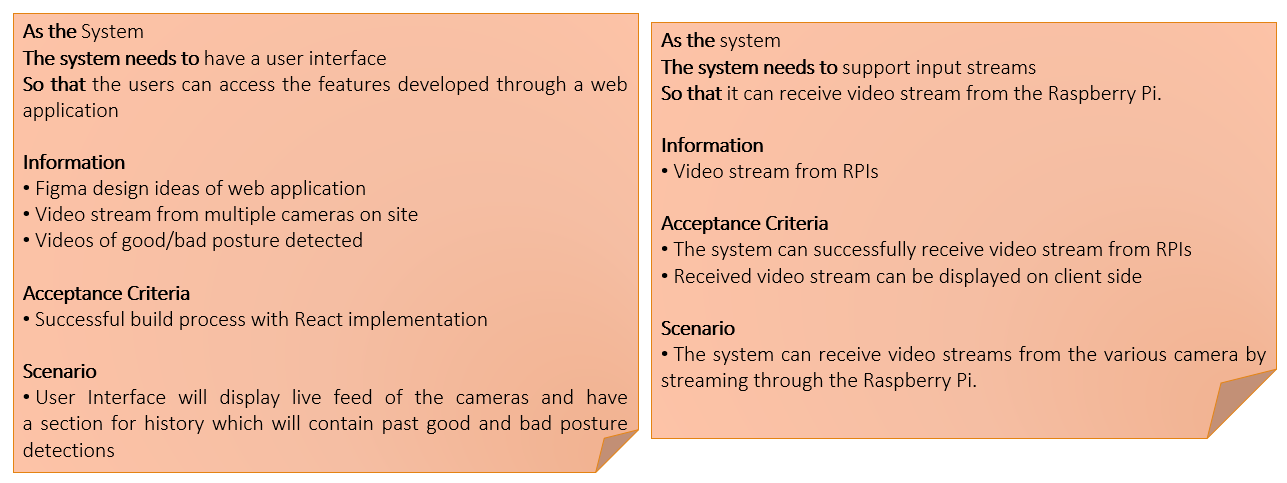 As the System
The system needs to have a user interface
So that the users can access the features developed through a web
application
Information
• Figma design ideas of web application
• Video stream from multiple cameras on site
• Videos of good/bad posture detected
Acceptance Criteria
• Successful build process with React implementation
Scenario
• User Interface will display live feed of the cameras and have
a section for history which will contain past good and bad posture
detections
As the system
The system needs to support input streams
So that it can receive video stream from the Raspberry Pi.
Information
• Video stream from RPIs
Acceptance Criteria
• The system can successfully receive video stream from RPIs
• Received video stream can be displayed on client side
Scenario
• The system can receive video streams from the various camera by
streaming through the Raspberry Pi.